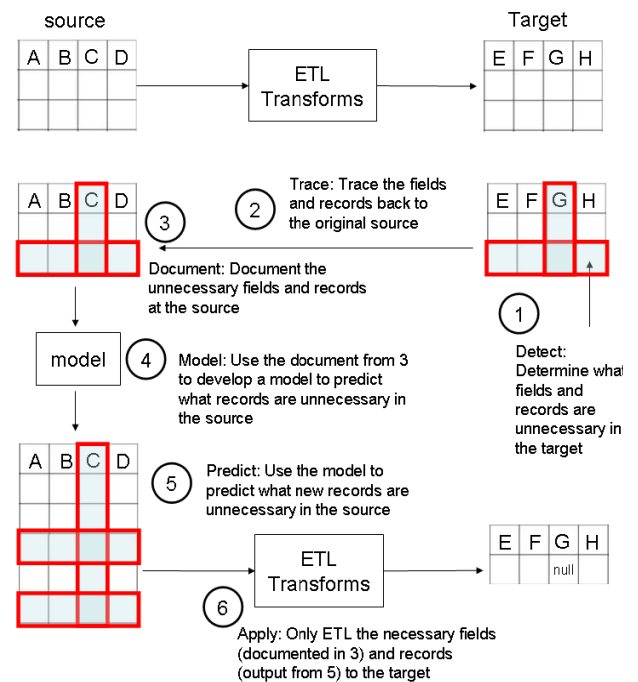 source
Target
A B C D
ETL
Transforms
E F G H
A B C D
3
2
Trace: Trace the fields
and records back to
the original source
E F G H
Document: Document the
unnecessary fields and records
at the source
1
Detect:
Determine what
fields and
records are
unnecessary in
the target
model
4
Model: Use the document from 3
to develop a model to predict
what records are unnecessary in
the source
A B C D
5
Predict: Use the model to
predict what new records are
unnecessary in the source
ETL
Transforms
E F G H
null
6
Apply: Only ETL the necessary fields
(documented in 3) and records
(output from 5) to the target